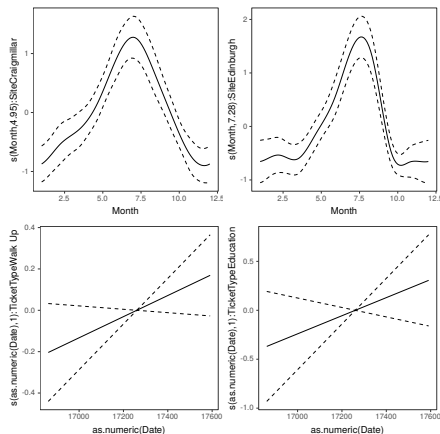 s(Month,4.95):SiteCraigmillar
1
0
-1
2.5 5.0 7.5 10.0 12.5
Month
s(Month,7.28):SiteEdinburgh
2
1
0
-1
2.5 5.0 7.5 10.0 12.5
Month
s(as.numeric(Date),1):TicketTypeWalk Up
0.4
0.2
0.0
-0.2
-0.4
17000 17200 17400 17600
as.numeric(Date)
s(as.numeric(Date),1):TicketTypeEducation
0.5
0.0
-0.5
-1.0
17000 17200 17400 17600
as.numeric(Date)